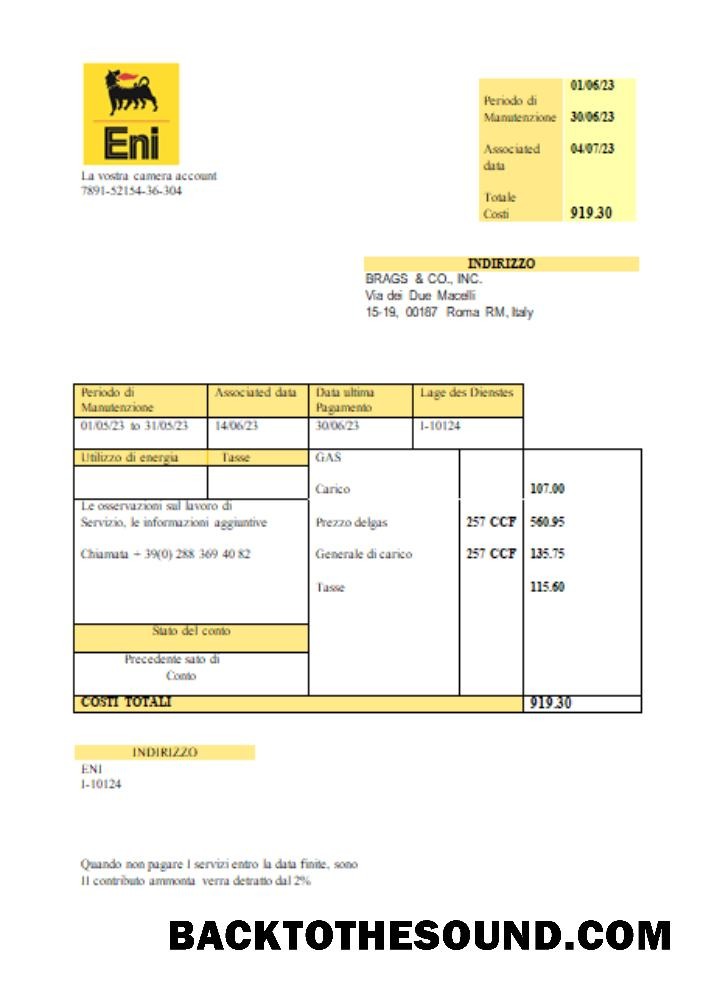 Eni
La vostra camera account
7891-52154-36-304
01/06/23
Periodo di
Manutenzione 30/06/23
Associated 04/07/23
data
Totale
Costi 919.30
INDIRIZZO
BRAGS & CO., INC.
Via dei Due Macelli
15-19, 00187 Roma RM, Italy
Periodo di Associated data Data ultima Lage des Dienstes
Manutenzione Pagamento
01/05/23 to 31/05/23 14/06/23 30/06/23 I-10124
Utilizzo di energia Tasse GAS
Carico 107.00
Le osservazioni sul lavoro di
Servizio, le informazioni aggiuntive Prezzo delgas 257 CCF 560.95
Chiamata + 39(0) 288 369 40 82 Generale di carico 257 CCF 135.75
Tasse 115.60
Stato del conto
Precedente sato di
Conto
COSTI TOTALI 919.30
INDIRIZZO
ENI
I-10124
Quando non pagare I servizi entro la data finite, sono
Il contributo ammonta verra detratto dal 2%
BACKTOTHESOUND.COM